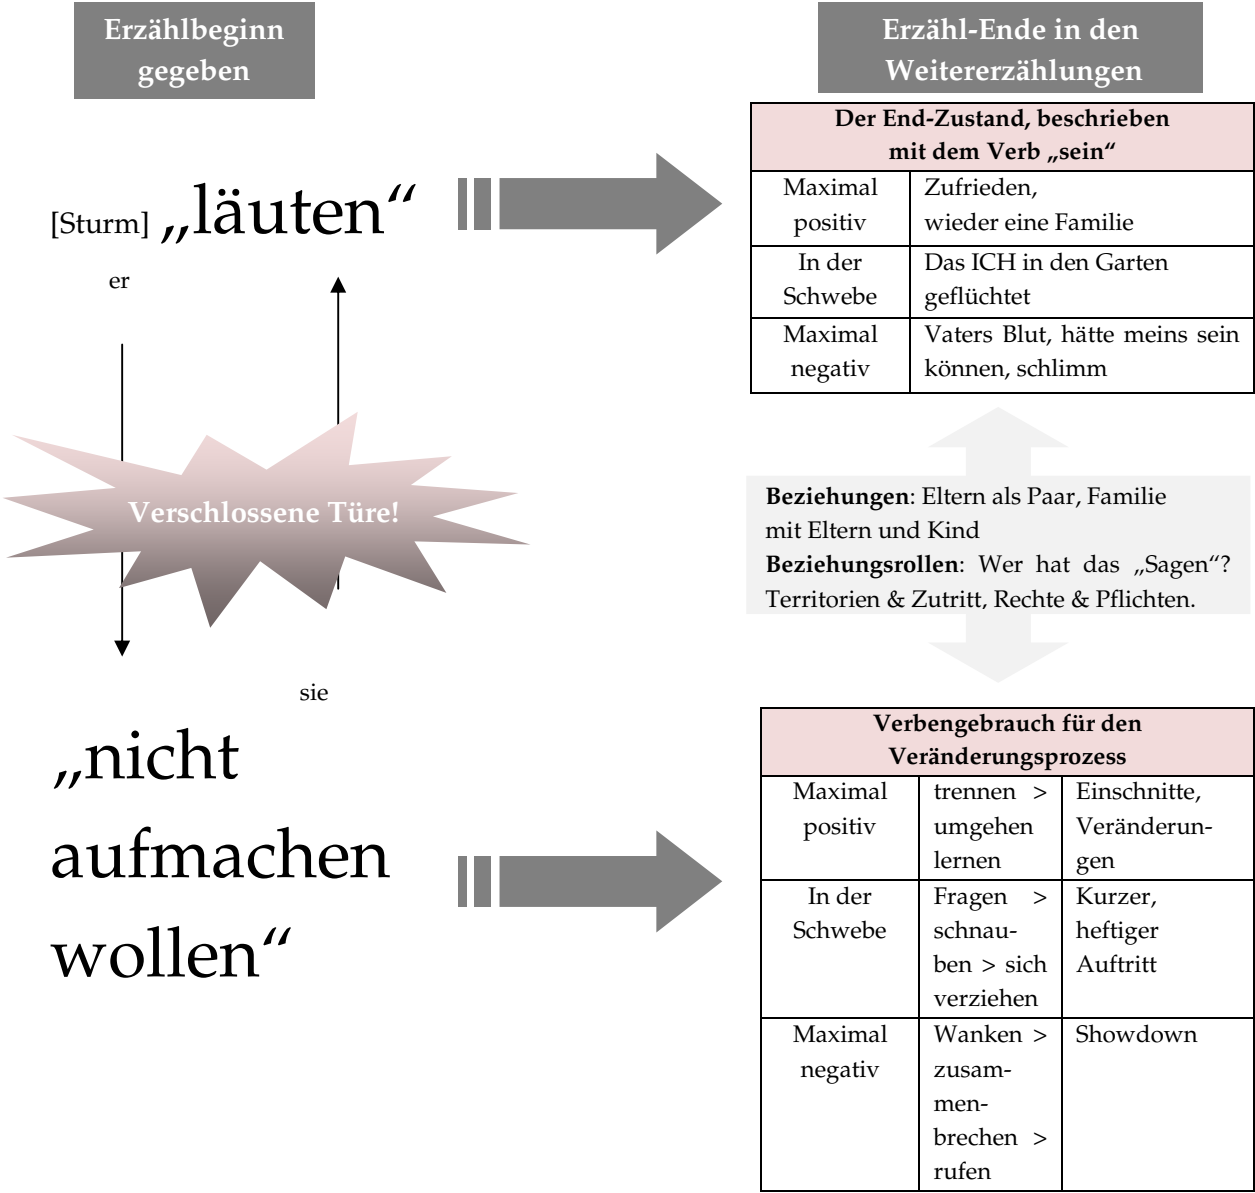 Erzählbeginn
gegeben
[Sturm] „läuten“
er
Verschlossene Türe!
sie
„nicht
aufmachen
wollen“
Erzähl-Ende in den
Weitererzählungen
Der End-Zustand, beschrieben
mit dem Verb „sein“
Maximal
positiv
Zufrieden,
wieder eine Familie
In der
Schwebe
Das ICH in den Garten
geflüchtet
Maximal
negativ
Vaters Blut, hätte meins sein
können, schlimm
Beziehungen: Eltern als Paar, Familie
mit Eltern und Kind
Beziehungsrollen: Wer hat das „Sagen“?
Territorien & Zutritt, Rechte & Pflichten.
Verbengebrauch für den
Veränderungsprozess
Maximal
positiv
trennen >
umgehen
lernen
Einschnitte,
Veränderun-
gen
In der
Schwebe
Fragen >
schnau-
ben > sich
verziehen
Kurzer,
heftiger
Auftritt
Maximal
negativ
Wanken >
zusam-
men-
brechen >
rufen
Showdown